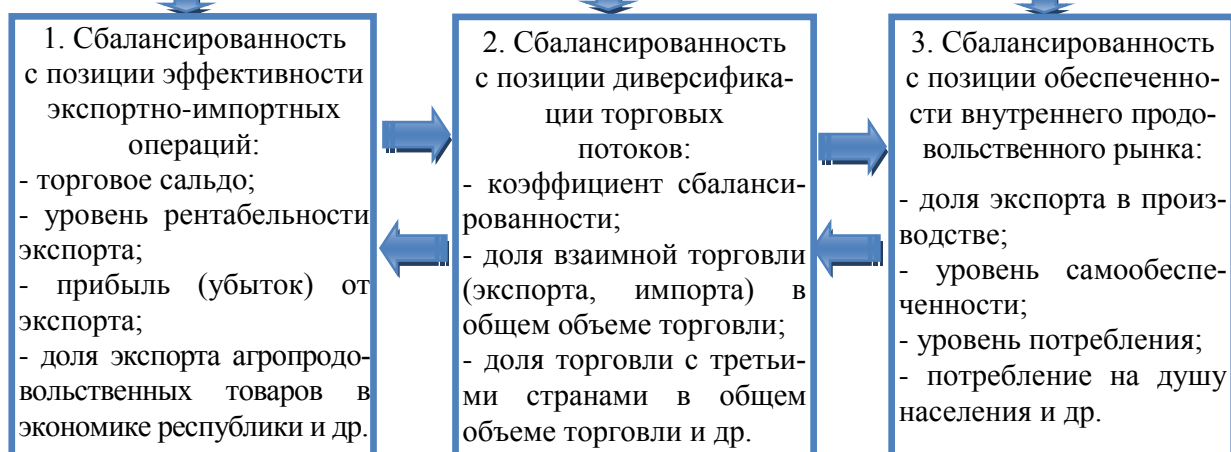 1. Сбалансированность
с позиции эффективности
экспортно-импортных
операций:
- торговое сальдо;
- уровень рентабельности
экспорта;
- прибыль (убыток) от
экспорта;
- доля экспорта агропродо-
вольственных товаров в
экономике республики и др.
2. Сбалансированность
с позиции диверсифика-
ции торговых
потоков:
- коэффициент сбаланси-
рованности;
- доля взаимной торговли
(экспорта, импорта) в
общем объеме торговли;
- доля торговли с третьи-
ми странами в общем
объеме торговли и др.
3. Сбалансированность
с позиции обеспеченно-
сти внутреннего продо-
вольственного рынка:
- доля экспорта в произ-
водстве;
- уровень самообеспе-
ченности;
- уровень потребления;
- потребление на душу
населения и др.